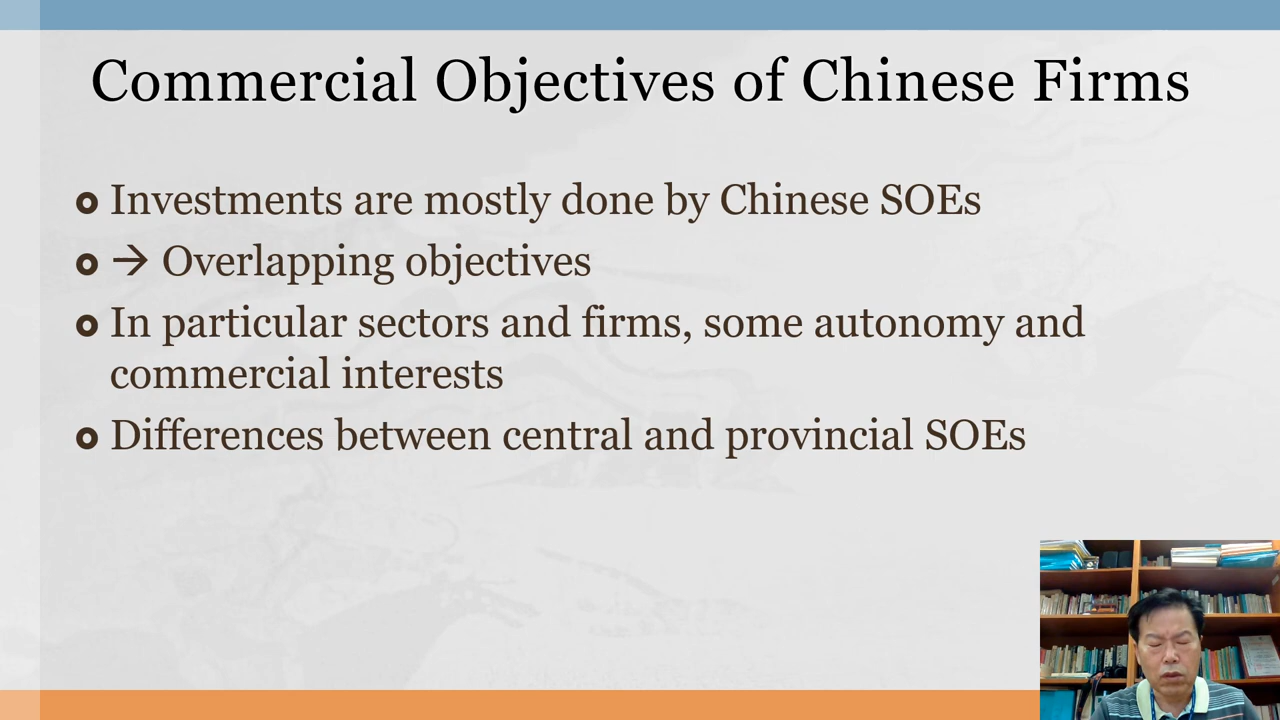 Commercial Objectives of Chinese Firms
Investments are mostly done by Chinese SOEs
→ Overlapping objectives
In particular sectors and firms, some autonomy and
commercial interests
Differences between central and provincial SOEs